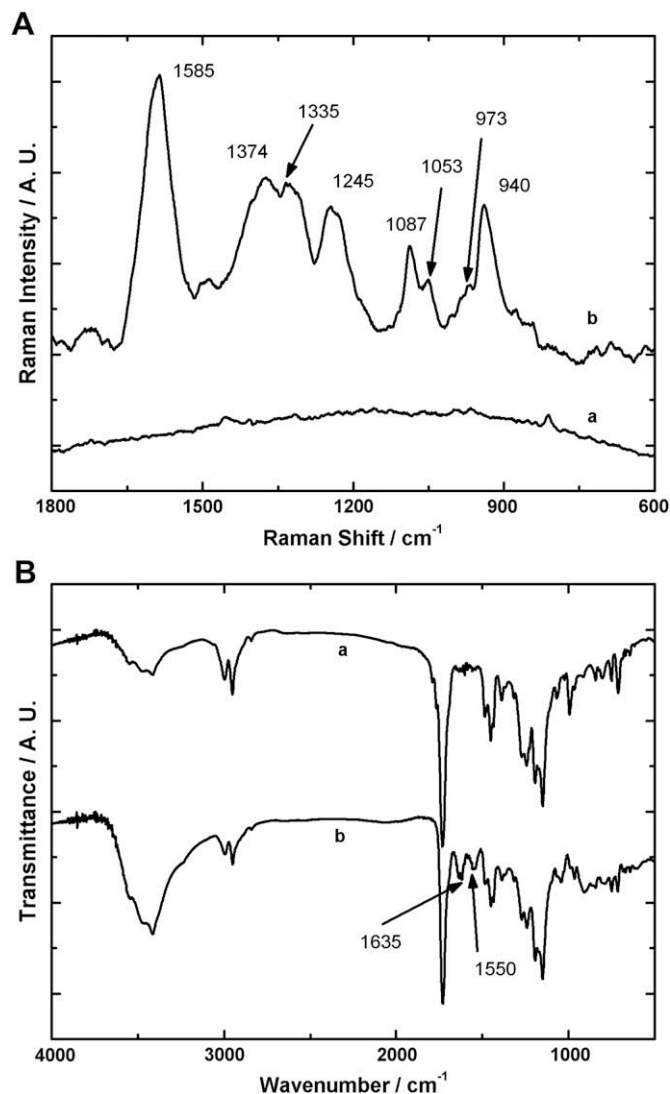 A
1585
1335
973
1374
1053
1245
940
1087
b
a
Raman Intensity / A. U.
1800 1500 1200 900 600
Raman Shift / cm-1
B
a
b
1635
1550
Transmittance / A. U.
4000 3000 2000 1000
Wavenumber / cm-1